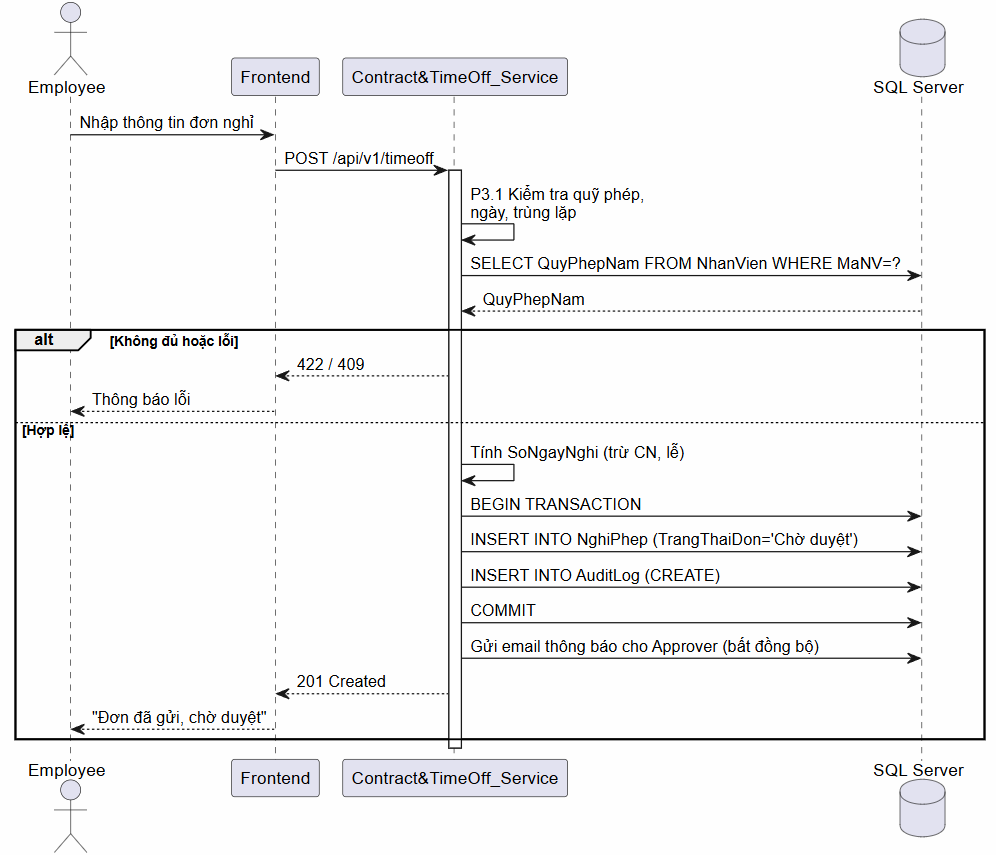 Employee
Frontend
Contract&TimeOff_Service
SQL Server
Nhập thông tin đơn nghỉ
POST /api/v1/timeoff
P3.1 Kiểm tra quỹ phép,
ngày, trùng lặp
SELECT QuyPhepNam FROM NhanVien WHERE MaNV=?
QuyPhepNam
alt
[Không đủ hoặc lỗi]
422 / 409
Thông báo lỗi
[Hợp lệ]
Tính SoNgayNghi (trừ CN, lễ)
BEGIN TRANSACTION
INSERT INTO NghiPhep (TrangThaiDon='Chờ duyệt')
INSERT INTO AuditLog (CREATE)
COMMIT
Gửi email thông báo cho Approver (bất đồng bộ)
201 Created
"Đơn đã gửi, chờ duyệt"
Employee
Frontend
Contract&TimeOff_Service
SQL Server